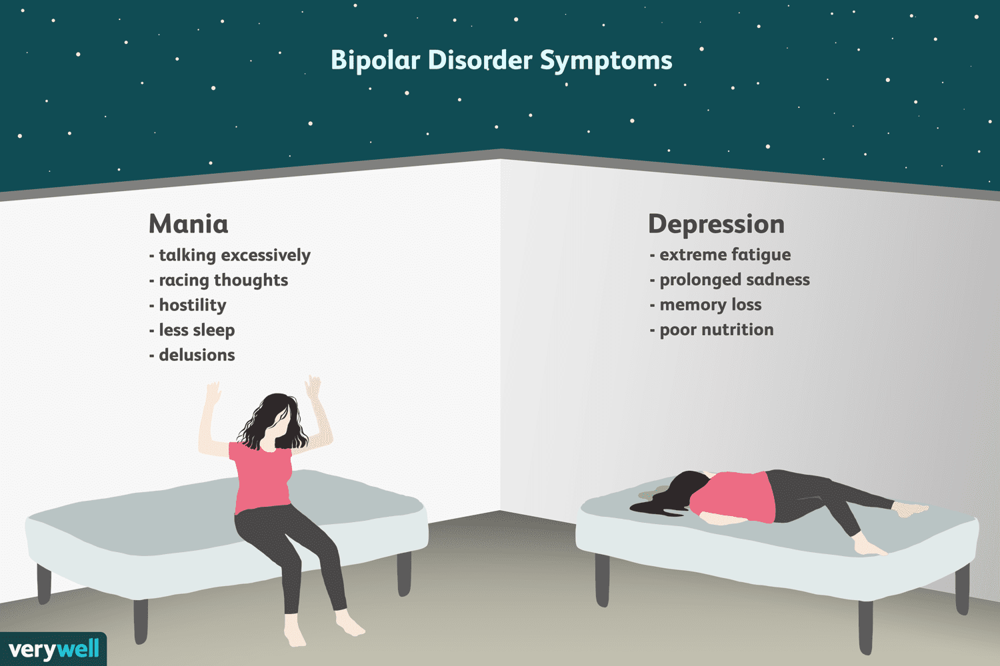 Bipolar Disorder Symptoms
Mania
- talking excessively
- racing thoughts
- hostility
- less sleep
- delusions
Depression
- extreme fatigue
- prolonged sadness
- memory loss
- poor nutrition
verywell